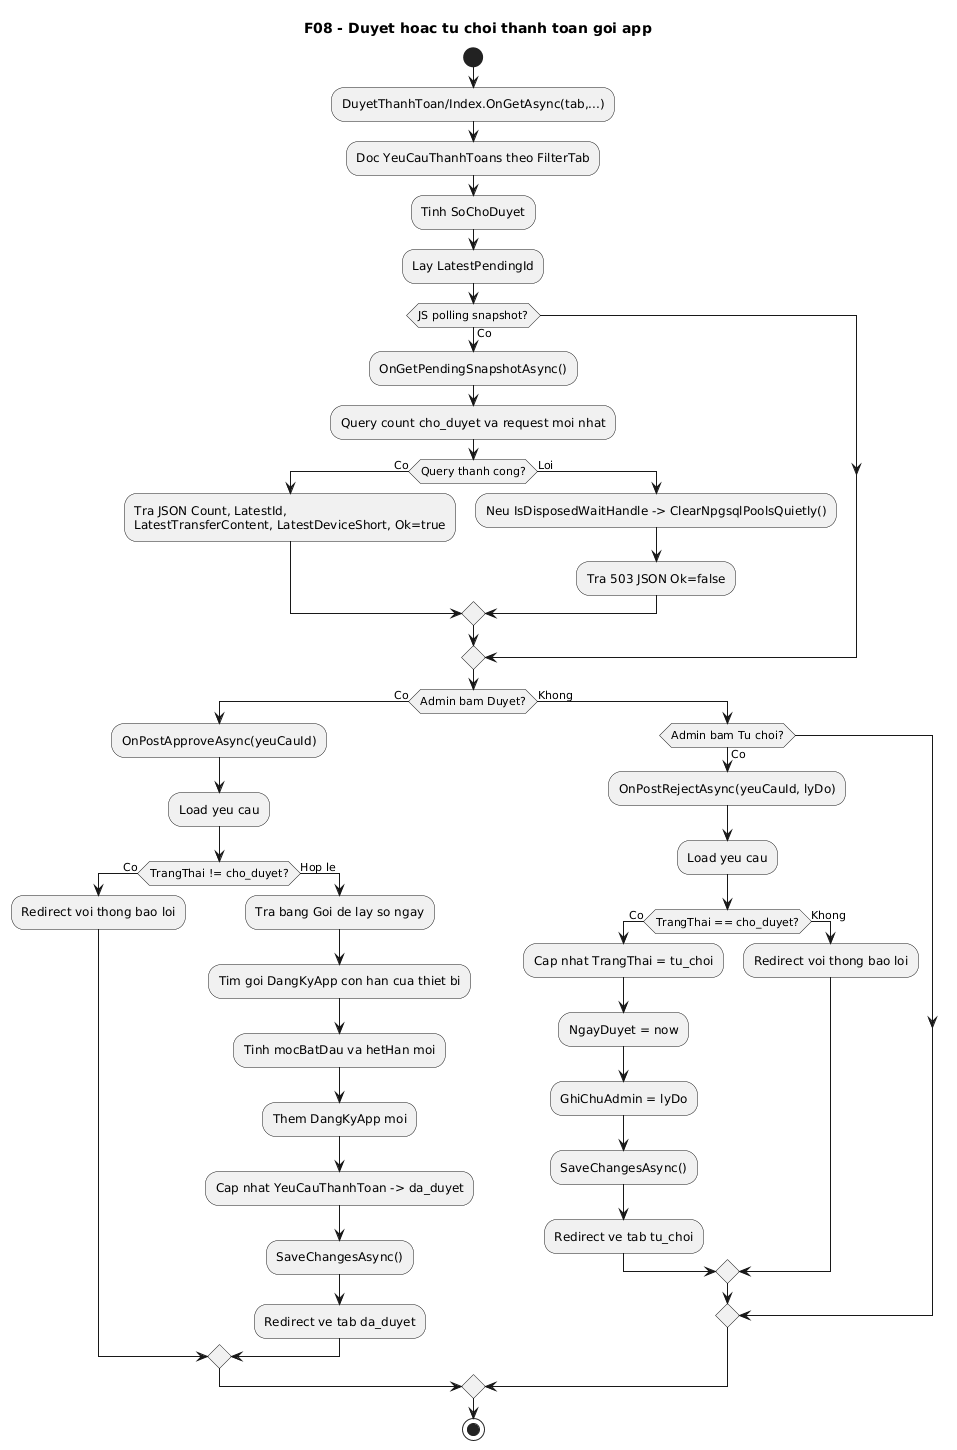 F08 - Duyet hoac tu choi thanh toan goi app
DuyetThanhToan/Index.OnGetAsync(tab,...)
Doc YeuCauThanhToans theo FilterTab
Tinh SoChoDuyet
Lay LatestPendingId
JS polling snapshot?
Co
OnGetPendingSnapshotAsync()
Query count cho_duyet va request moi nhat
Co
Query thanh cong?
Loi
Tra JSON Count, LatestId,
LatestTransferContent, LatestDeviceShort, Ok=true
Neu IsDisposedWaitHandle -> ClearNpgsqlPoolsQuietly()
Tra 503 JSON Ok=false
Co
Admin bam Duyet?
Khong
OnPostApproveAsync(yeuCauId)
Load yeu cau
Co
TrangThai != cho_duyet?
Hop le
Redirect voi thong bao loi
Tra bang Goi de lay so ngay
Tim goi DangKyApp con han cua thiet bi
Tinh mocBatDau va hetHan moi
Them DangKyApp moi
Cap nhat YeuCauThanhToan -> da_duyet
SaveChangesAsync()
Redirect ve tab da_duyet
Admin bam Tu choi?
Co
OnPostRejectAsync(yeuCauId, lyDo)
Load yeu cau
Co
TrangThai == cho_duyet?
Khong
Cap nhat TrangThai = tu_choi
NgayDuyet = now
GhiChuAdmin = lyDo
SaveChangesAsync()
Redirect ve tab tu_choi
Redirect voi thong bao loi